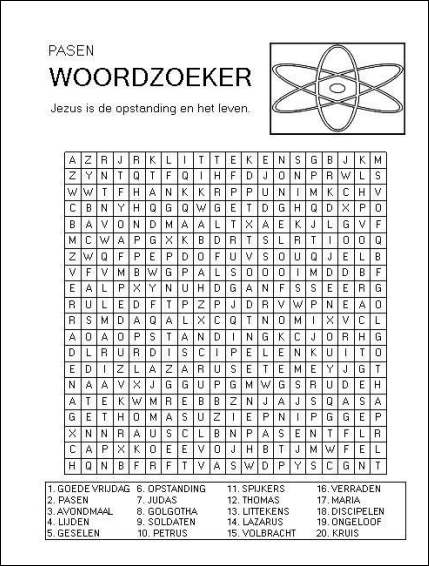 PASEN
WOORDZOEKER
Jezus is de opstanding en het leven.
A Z R J R K L I T T E K E N S G B J K M
Z Y N T Q T F Q I H F D J O N P R W L S
W W T F H A N K K R P P U N I M K C H V
C B N Y H Q G Q W G E T D G H Q D X P O
B A V O N D M A A L T X A E K J L G V F
M C W A P G X K B D R T S L R T I O O Q
Z W Q F P E P D O F U V S O U Q J E L B
V F V M B W G P A L S O O O I M D D B F
E A L P X Y N U H D G A N F S S E E R G
R U L E D F T P Z P J D R V W P N E A O
R S M D A Q A L X C Q T N O M I X V C L
A O A O P S T A N D I N G K C J O R H G
D L R U R D I S C I P E L E N K U I T O
E D I Z L A Z A R U S E T E M E Y J G T
N A A V X J G G U P G M W G S R U D E H
A T E K W M R E B B Z N J A J S Q A S A
G E T H O M A S U Z I E P N I P G G E P
X N N R A U S C L B N P A S E N T F L R
C A P X K O E E V O J H B T J M W F E L
H Q N B F R F T V A S W D P Y S C G N T
1. GOEDE VRIJDAG 6. OPSTANDING 11. SPIJKERS 16. VERRADEN
2. PASEN 7. JUDAS 12. THOMAS 17. MARIA
3. AVONDMAAL 8. GOLGOTHA 13. LITTEKENS 18. DISCIPELEN
4. LIJDEN 9. SOLDATEN 14. LAZARUS 19. ONGELOOF
5. GESELEN 10. PETRUS 15. VOLBRACHT 20. KRUIS